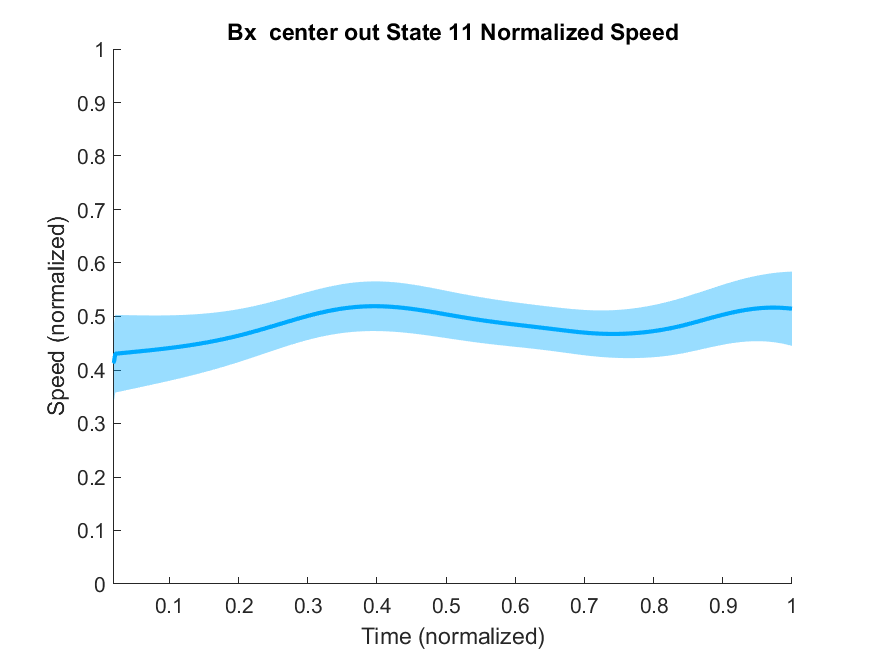 Bx  center out State 11 Normalized Speed
1
0.9
0.8
0.7
0.6
0.5
0.4
0.3
0.2
0.1
0
Speed (normalized)
0.1 0.2 0.3 0.4 0.5 0.6 0.7 0.8 0.9 1
Time (normalized)